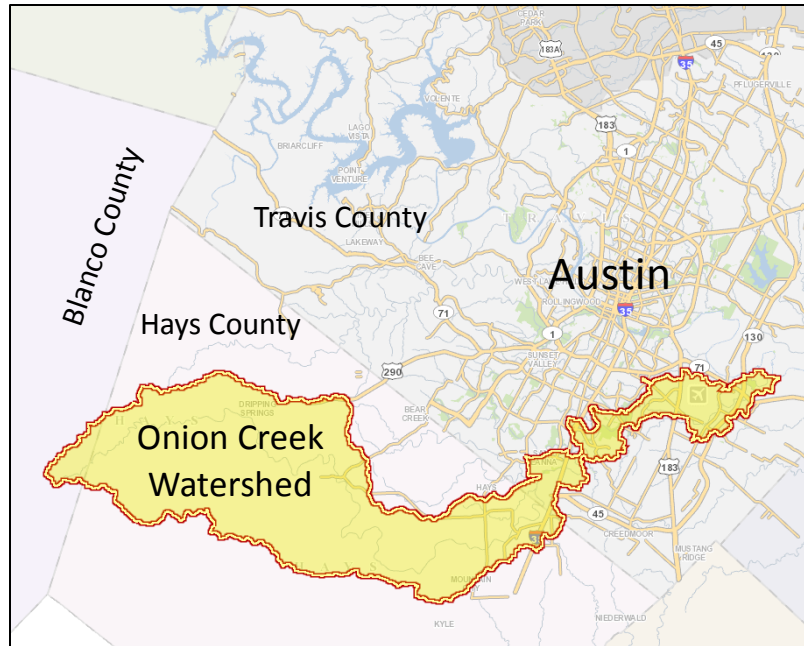 CEDAR
PARK
183A
45
130
35
PFLUGERVILLE
VOLENTE
LAGO
VISTA
BRIARCLIFF
POINT
VENTURE
183
1
Blanco County
Travis County
LAKEWAY
BEE
CAVE
Austin
ROLLINGWOOD
35
Hays County
71
1
SUNSET
VALLEY
290
71
130
DRIPPING
SPRINGS
BEAR
CREEK
Onion Creek
Watershed
HAYS
183
45
CREEDMOOR
MUSTANG
RIDGE
MOUNTAIN
KYLE
NIEDERWALD